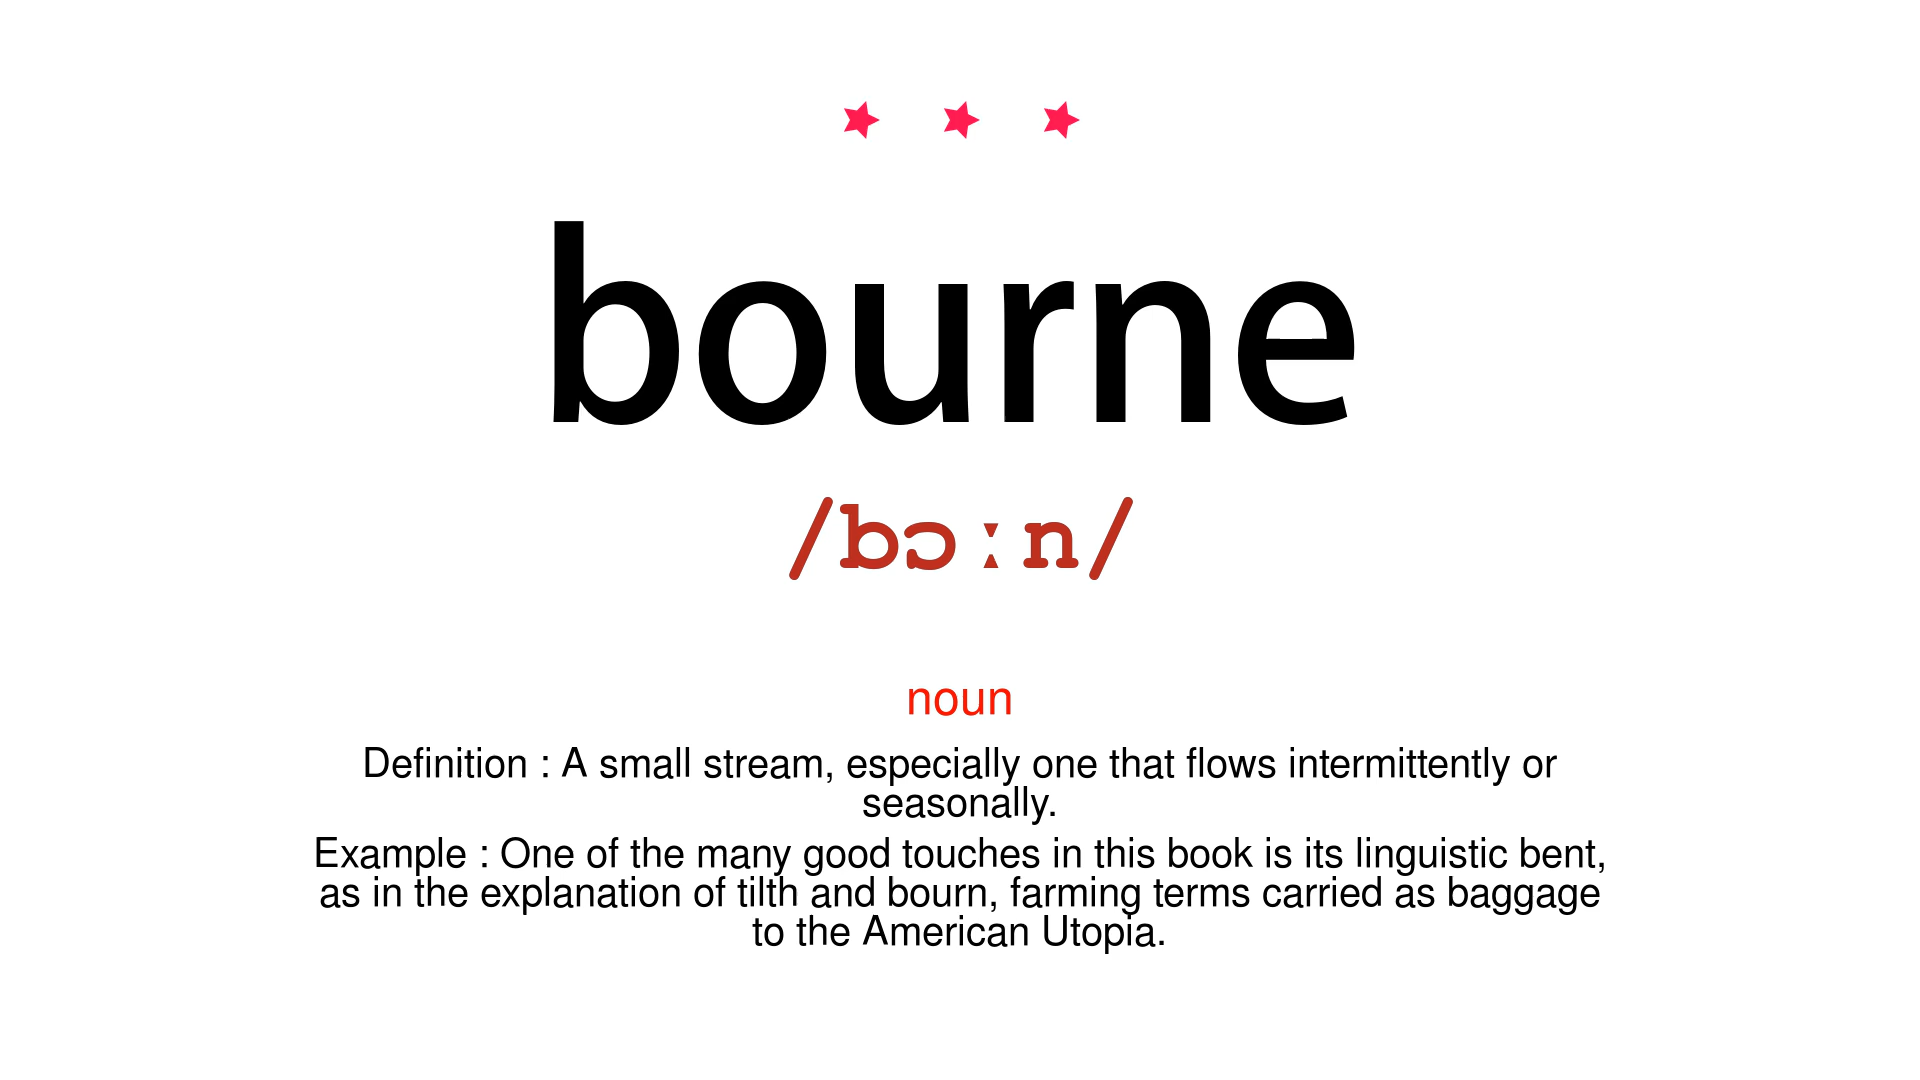 bourne
/bɔːn/
noun
Definition : A small stream, especially one that flows intermittently or
seasonally.
Example : One of the many good touches in this book is its linguistic bent,
as in the explanation of tilth and bourn, farming terms carried as baggage
to the American Utopia.